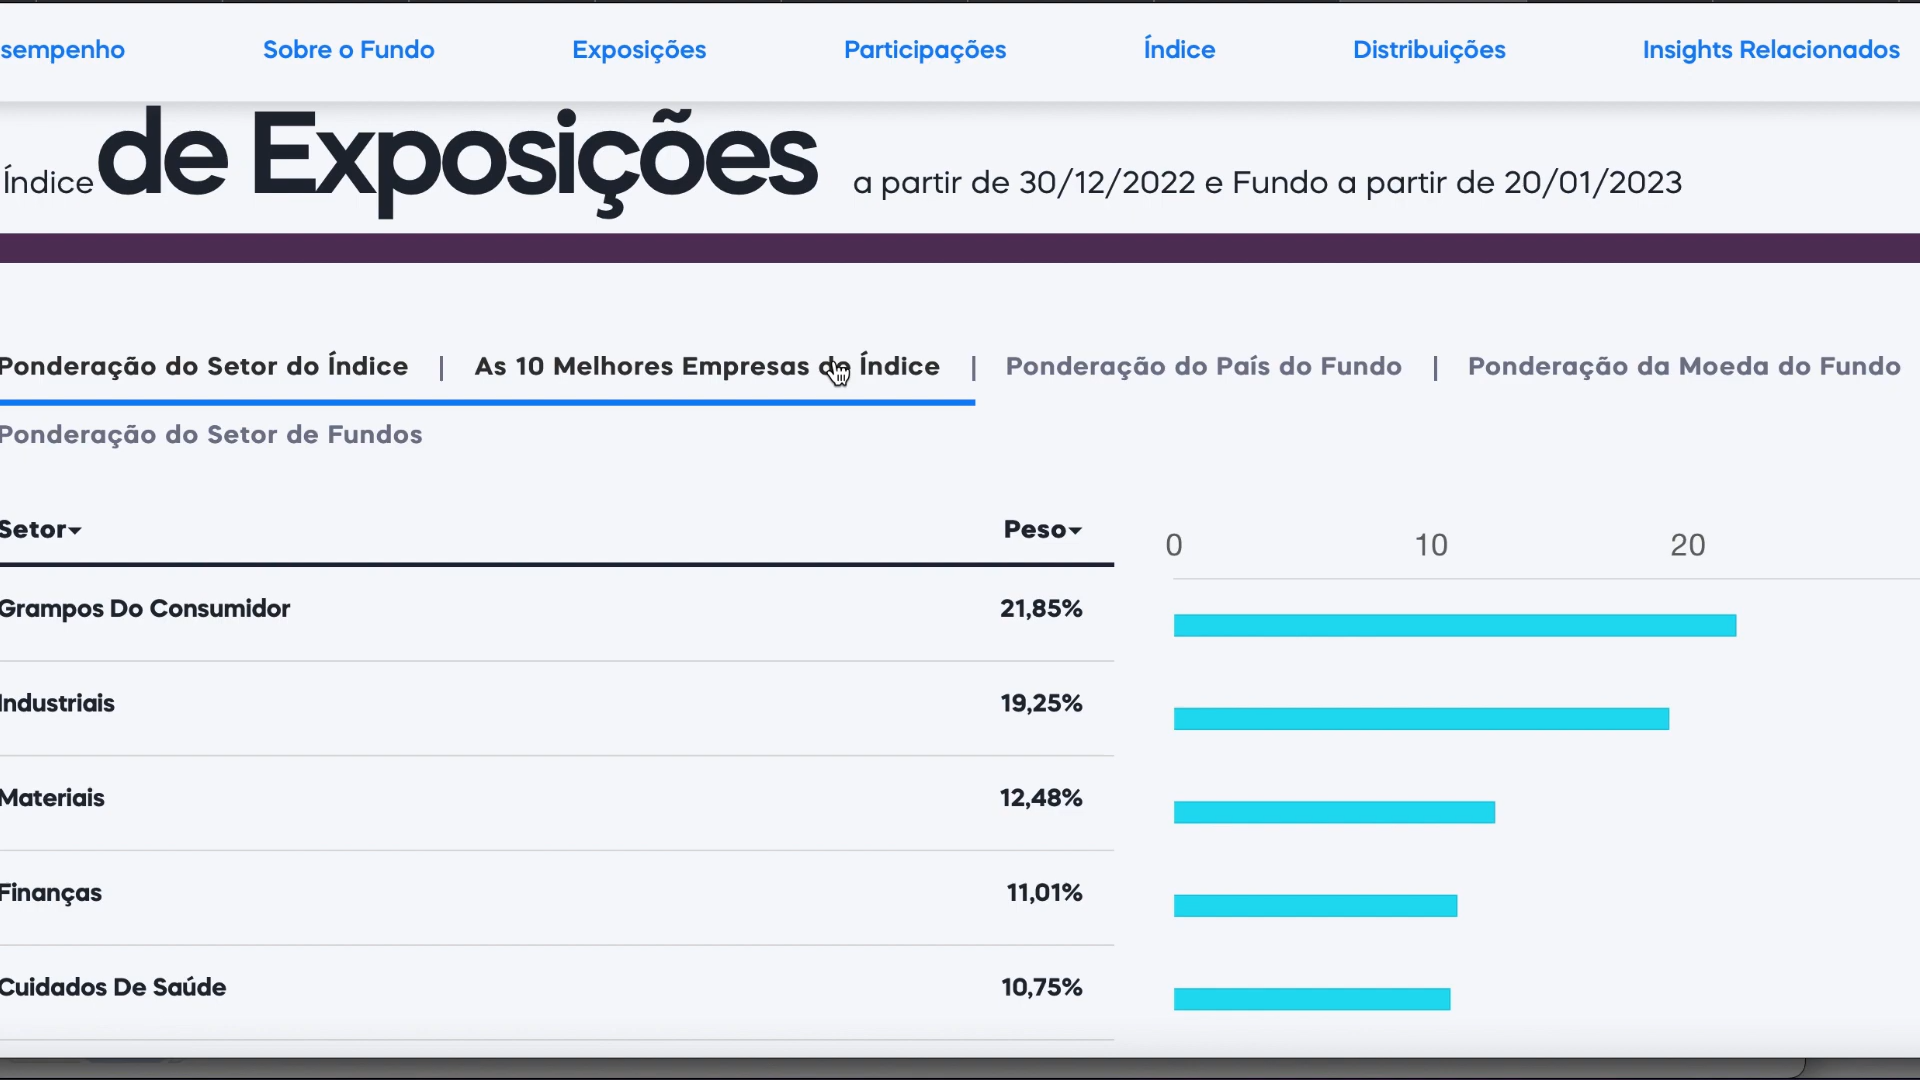 sempenho Sobre o Fundo Exposições Participações Índice Distribuições Insights Relacionados
Índice de Exposições a partir de 30/12/2022 e Fundo a partir de 20/01/2023
Ponderação do Setor do Índice | As 10 Melhores Empresas do Índice | Ponderação do País do Fundo | Ponderação da Moeda do Fundo
Ponderação do Setor de Fundos
Setor Peso 0 10 20
Grampos Do Consumidor 21,85%
Industriais 19,25%
Materiais 12,48%
Finanças 11,01%
Cuidados De Saúde 10,75%